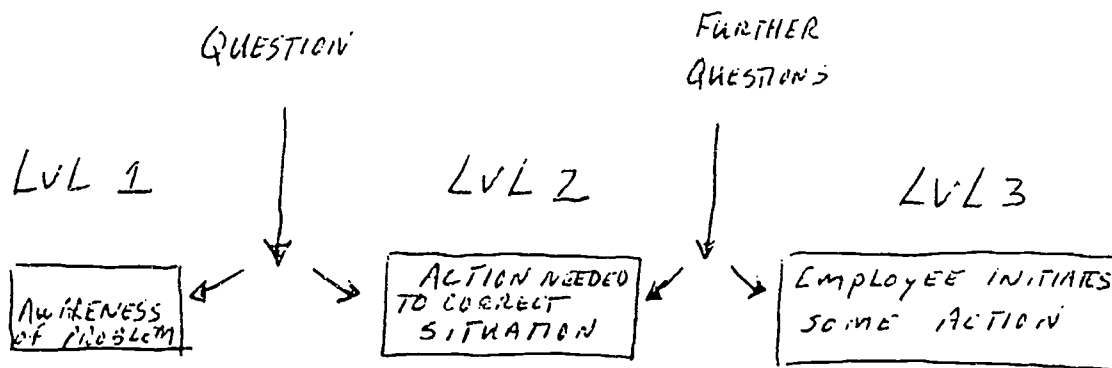 QUESTION
FURTHER
QUESTIONS
LVL 1
LVL 2
LVL 3
AWARENESS
OF PROBLEM
ACTION NEEDED
TO CORRECT
SITUATION
EMPLOYEE INITIATES
SOME ACTION